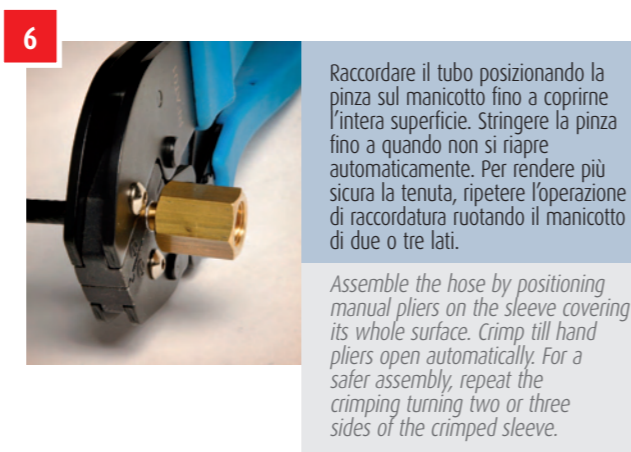 6
Raccordare il tubo posizionando la
pinza sul manicotto fino a coprirne
l'intera superficie. Stringere la pinza
fino a quando non si riapre
automaticamente. Per rendere più
sicura la tenuta, ripetere l'operazione
di raccordatura ruotando il manicotto
di due o tre lati.
Assemble the hose by positioning
manual pliers on the sleeve covering
its whole surface. Crimp till hand
pliers open automatically. For a
safer assembly, repeat the
crimping turning two or three
sides of the crimped sleeve.